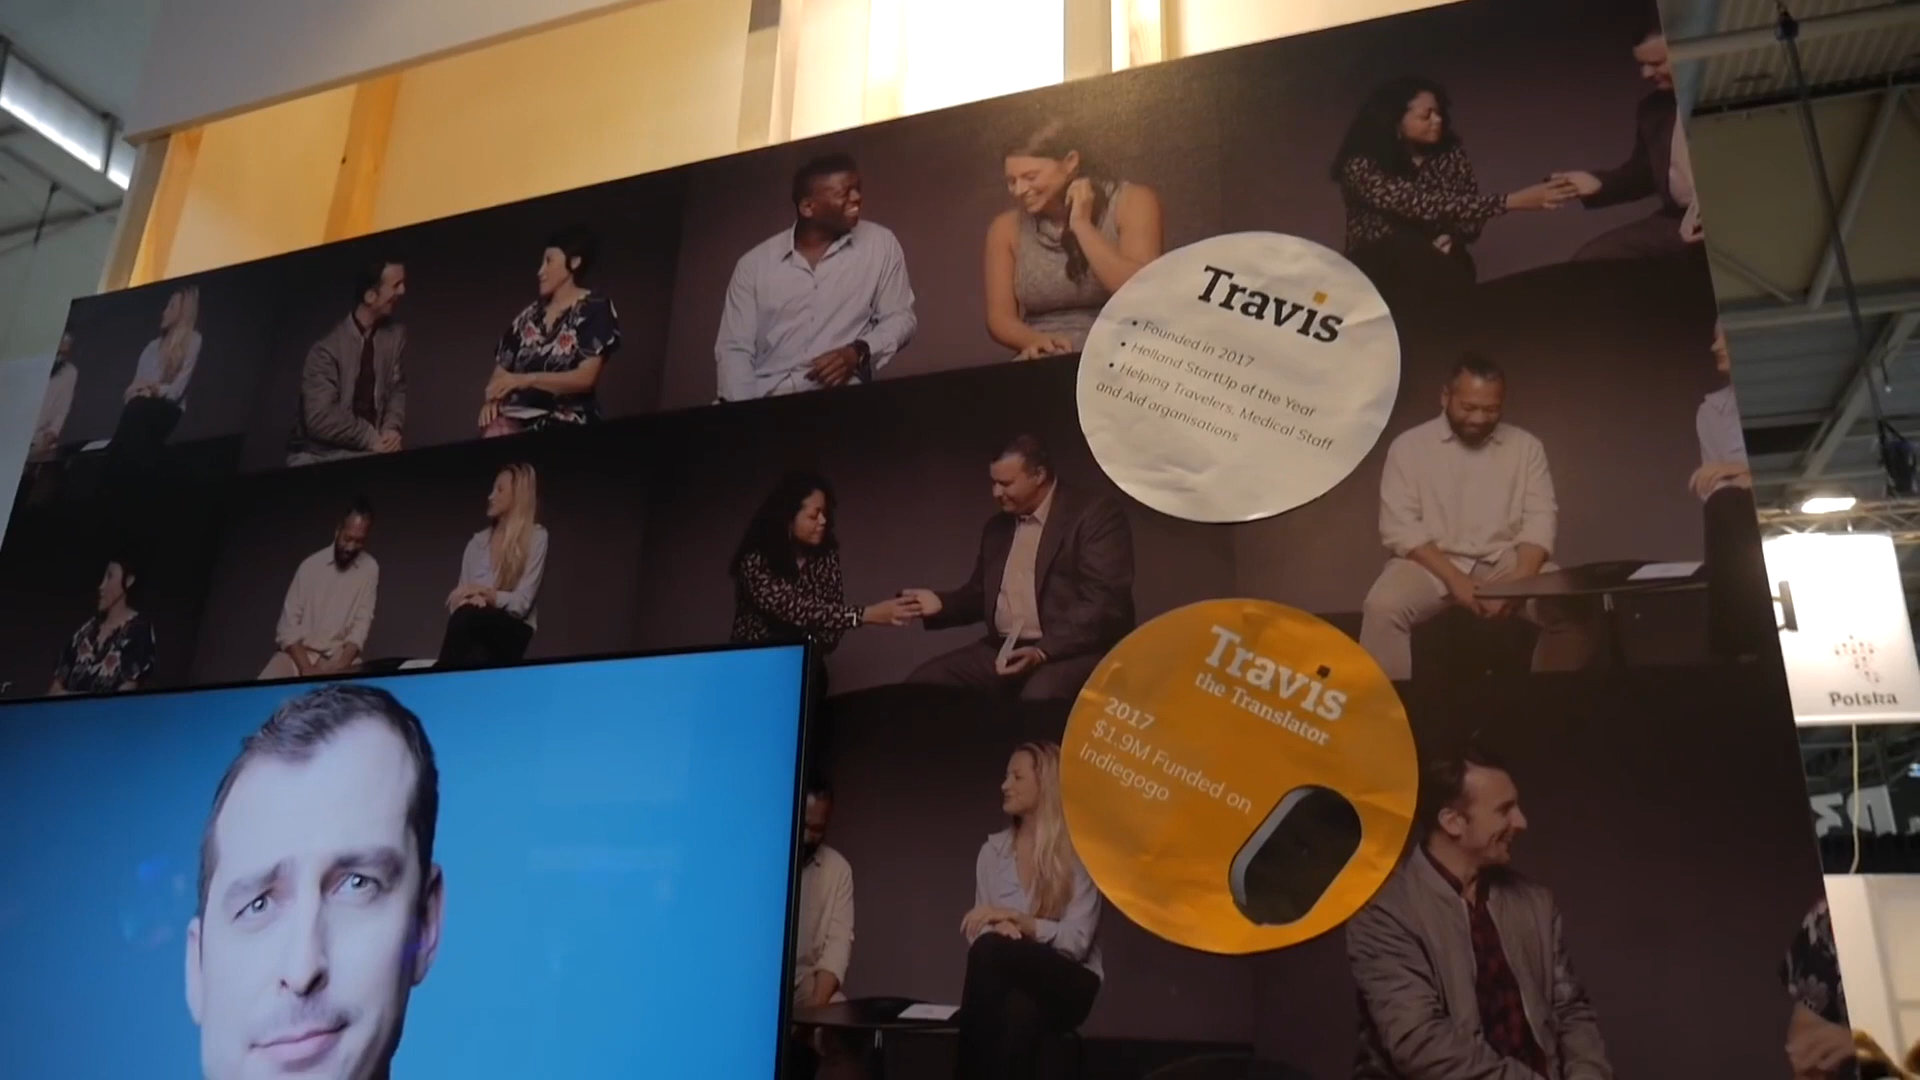 Travis
• Founded in 2017
• Holland StartUp of the Year
• Helping Travelers, Medical Staff
and Aid organisations
Travis
the Translator
2017
$1.9M Funded on
Indiegogo
Polska